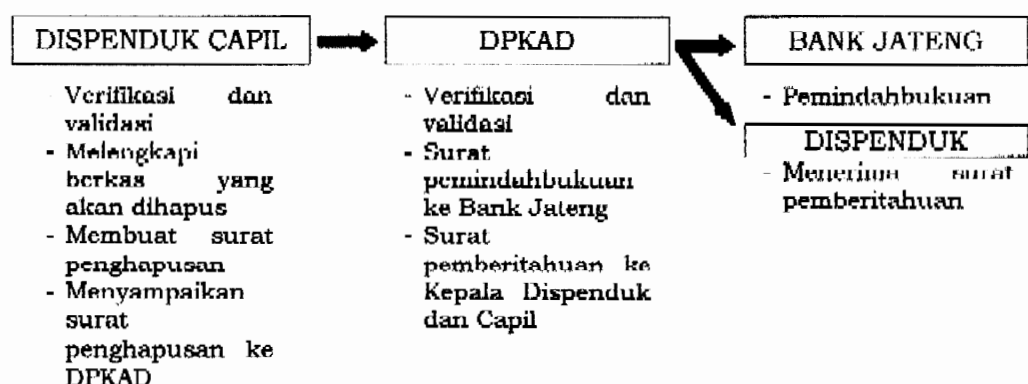 DISPENDUK CAPIL
- Verifikasi dan
validasi
- Melengkapi
berkas yang
akan dihapus
- Membuat surat
penghapusan
- Menyampaikan
surat
penghapusan ke
DPKAD
DPKAD
- Verifikasi dan
validasi
- Surat
pemindahbukuan
ke Bank Jateng
- Surat
pemberitahuan ke
Kepala Dispenduk
dan Capil
BANK JATENG
- Pemindahbukuan
DISPENDUK
- Menerima surat
pemberitahuan